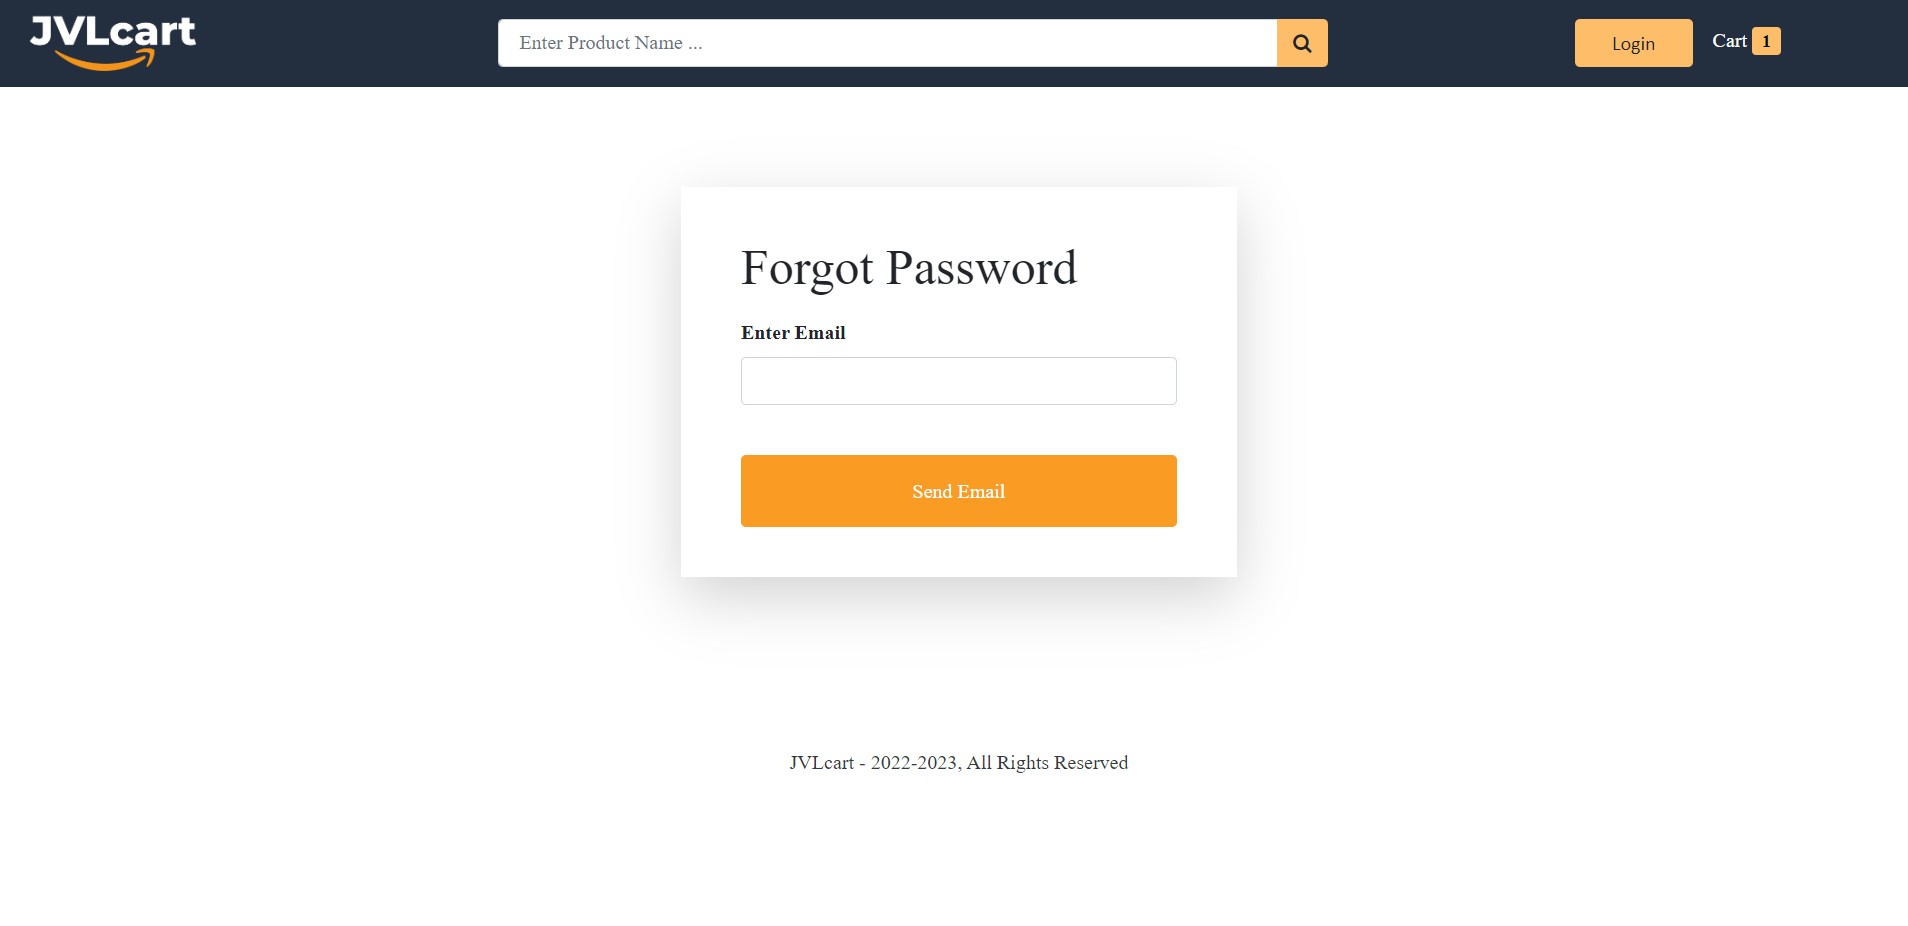 JVLcart
Enter Product Name ...
Login
Cart 1
Forgot Password
Enter Email
Send Email
JVLcart - 2022-2023, All Rights Reserved